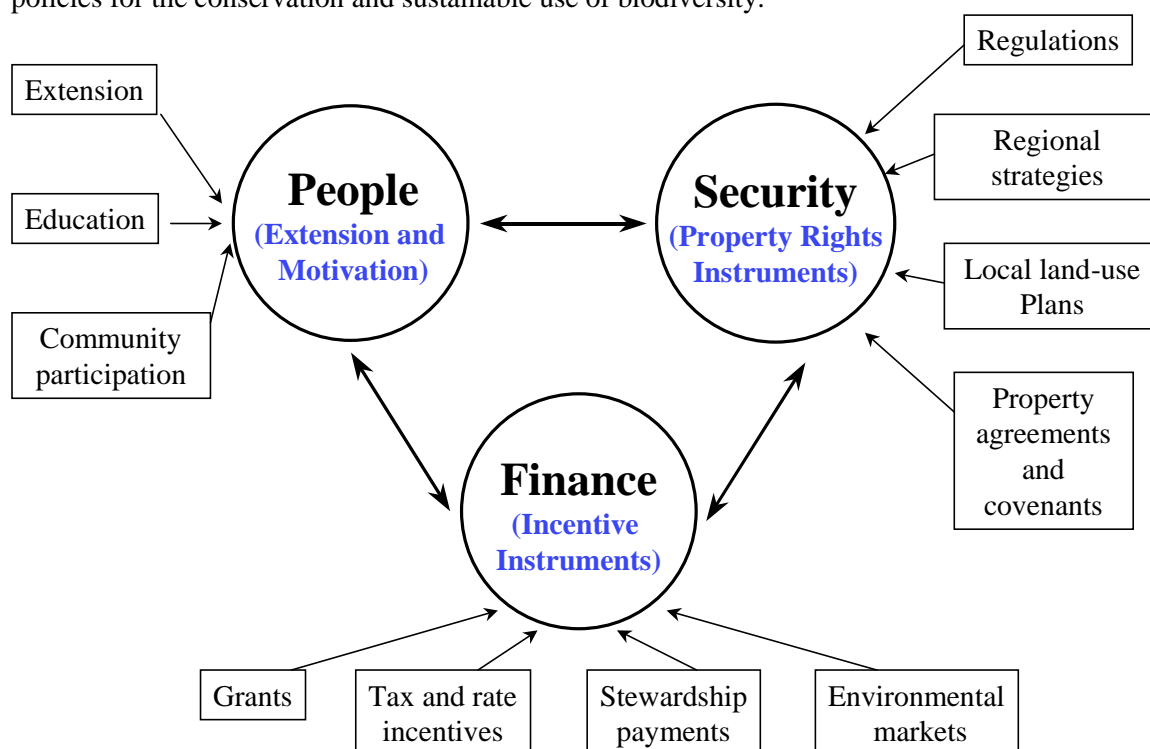 policies for the conservation and sustainable use of biodiversity.
Regulations
Extension
Regional
strategies
People
(Extension and
Motivation)
Security
(Property Rights
Instruments)
Education
Local land-use
Plans
Community
participation
Property
agreements
and
covenants
Finance
(Incentive
Instruments)
Grants
Tax and rate
incentives
Stewardship
payments
Environmental
markets